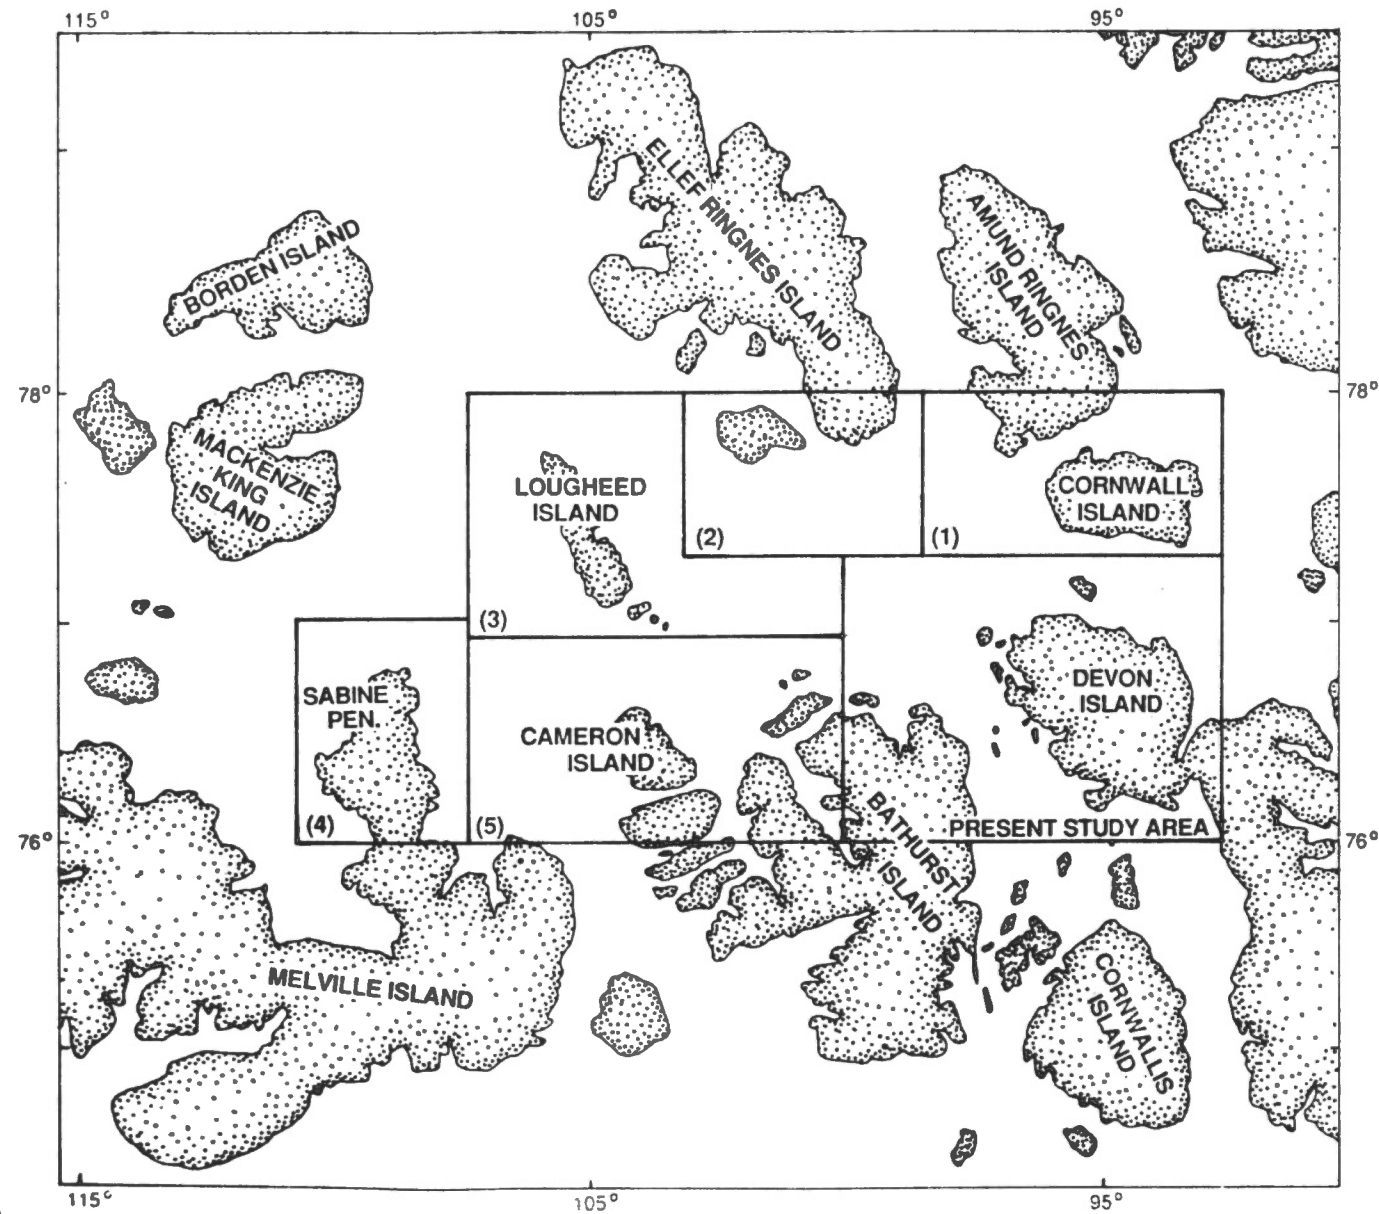 115°
105°
95°
ELLEF RINGNES ISLAND
AMUND RINGNES
ISLAND
BORDEN ISLAND
78°
78°
MACKENZIE
KING
ISLAND
LOUGHEED
ISLAND
CORNWALL
ISLAND
(2)
(1)
(3)
SABINE
PEN.
DEVON
ISLAND
CAMERON
ISLAND
BATHURST
ISLAND
(4)
(5)
PRESENT STUDY AREA
76°
76°
MELVILLE ISLAND
CORNWALLIS
ISLAND
115°
105°
95°